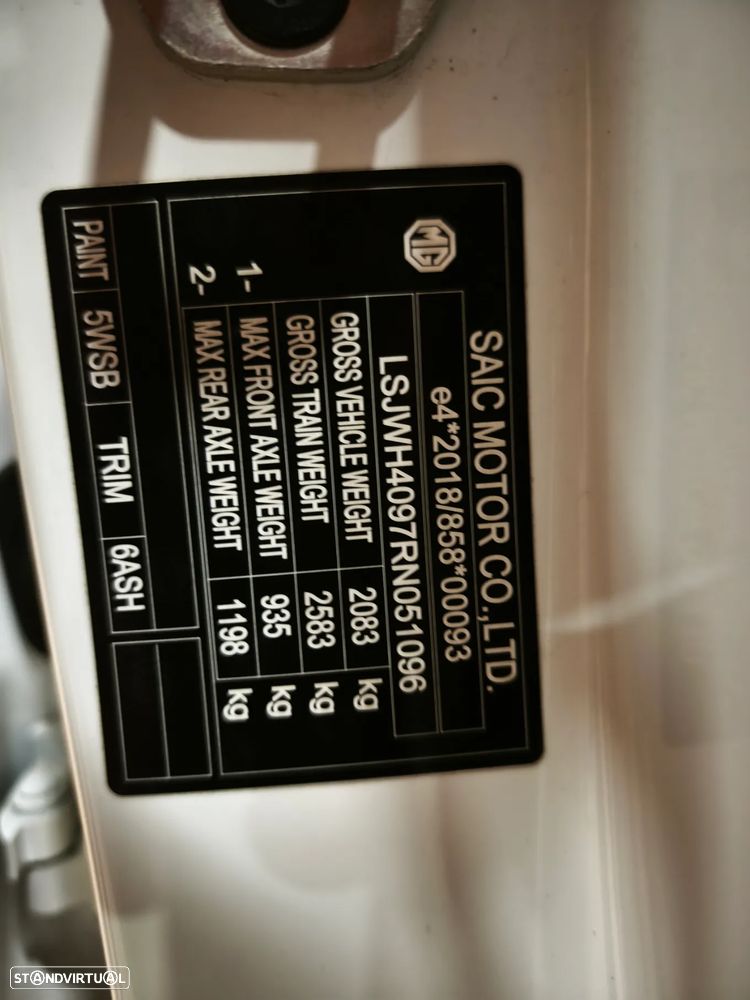 MG
SAIC MOTOR CO.,LTD.
e4*2018/858*00093
LSJWH4097RN051096
GROSS VEHICLE WEIGHT 2083 kg
GROSS TRAIN WEIGHT 2583 kg
1- MAX FRONT AXLE WEIGHT 935 kg
2- MAX REAR AXLE WEIGHT 1198 kg
PAINT 5WSB TRIM 6ASH
STANDVIRTUAL